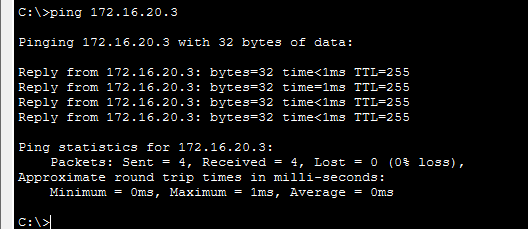 C:\>ping 172.16.20.3
Pinging 172.16.20.3 with 32 bytes of data:
Reply from 172.16.20.3: bytes=32 time<1ms TTL=255
Reply from 172.16.20.3: bytes=32 time=1ms TTL=255
Reply from 172.16.20.3: bytes=32 time<1ms TTL=255
Reply from 172.16.20.3: bytes=32 time<1ms TTL=255
Ping statistics for 172.16.20.3:
    Packets: Sent = 4, Received = 4, Lost = 0 (0% loss),
Approximate round trip times in milli-seconds:
    Minimum = 0ms, Maximum = 1ms, Average = 0ms
C:\>